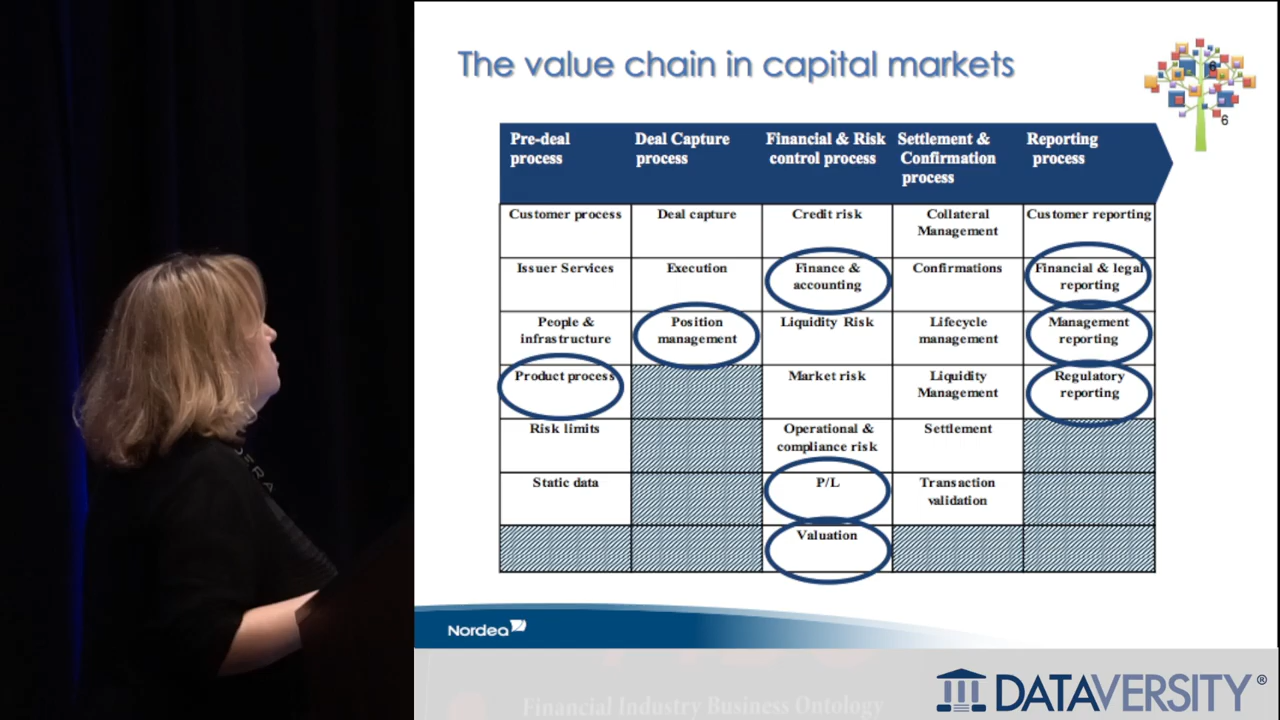 The value chain in capital markets
6
6
Pre-deal
process
Deal Capture
process
Financial & Risk
control process
Settlement &
Confirmation
process
Reporting
process
Customer process
Deal capture
Credit risk
Collateral
Management
Customer reporting
Issuer Services
Execution
Finance &
accounting
Confirmations
Financial & legal
reporting
People &
infrastructure
Position
management
Liquidity Risk
Lifecycle
management
Management
reporting
Product process
Market risk
Liquidity
Management
Regulatory
reporting
Risk limits
Operational &
compliance risk
Settlement
Static data
P/L
Transaction
validation
Valuation
Nordea
Financial Industry Business Ontology
DATAVERSITY®